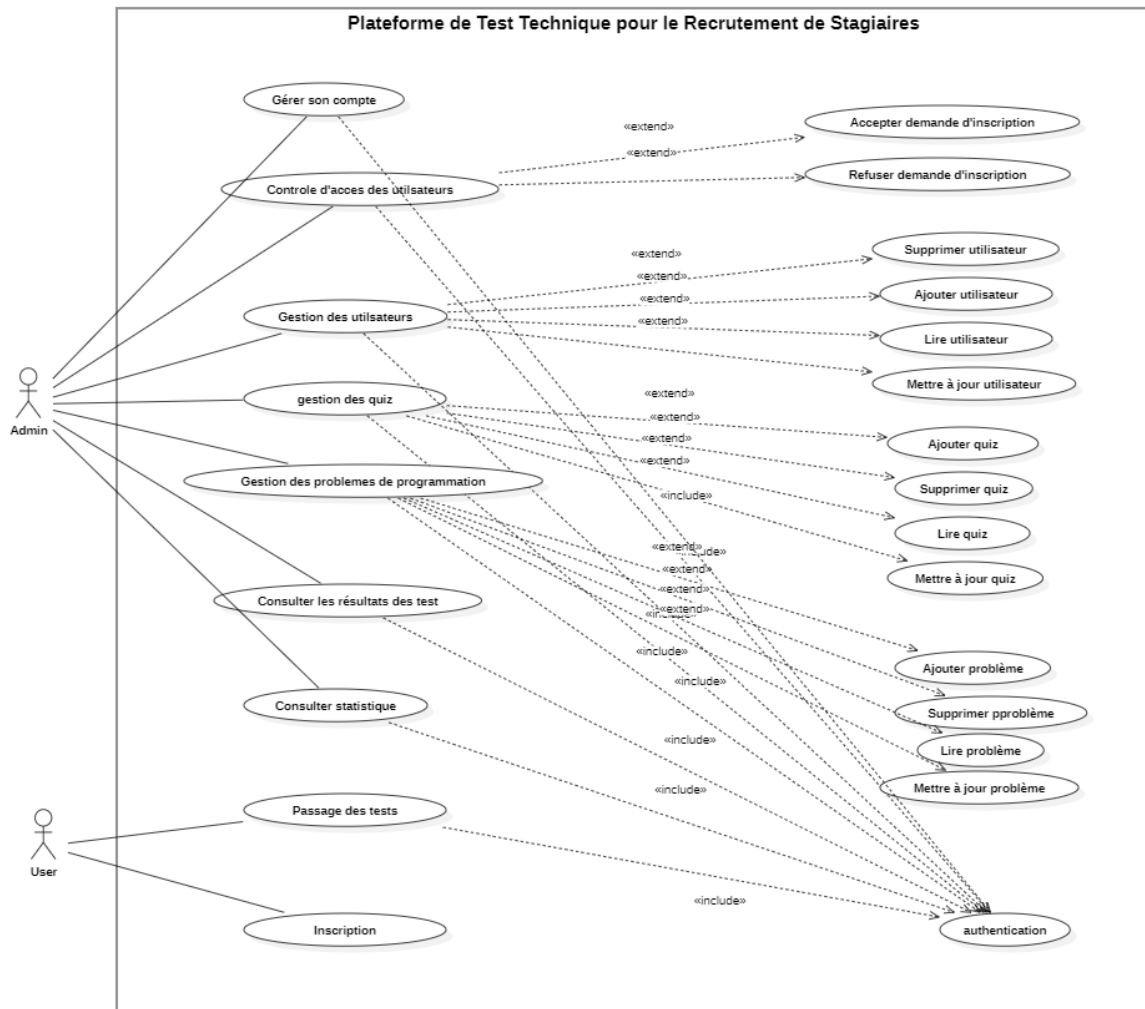 Plateforme de Test Technique pour le Recrutement de Stagiaires
Gérer son compte
Accepter demande d'inscription
«extend»
«extend»
Refuser demande d'inscription
Controle d'acces des utilsateurs
Supprimer utilisateur
«extend»
«extend»
Ajouter utilisateur
«extend»
Gestion des utilsateurs
«extend»
Lire utilisateur
Mettre à jour utilisateur
Admin
gestion des quiz
«extend»
«extend»
«extend»
Ajouter quiz
«extend»
Gestion des problemes de programmation
Supprimer quiz
«include»
Lire quiz
«extend»
«include»
«extend»
Mettre à jour quiz
«extend»
Consulter les résultats des test
«extend»
«include»
«include»
Ajouter problème
«include»
Consulter statistique
Supprimer pproblème
«include»
Lire problème
«include»
Mettre à jour problème
Passage des tests
User
«include»
Inscription
authentication